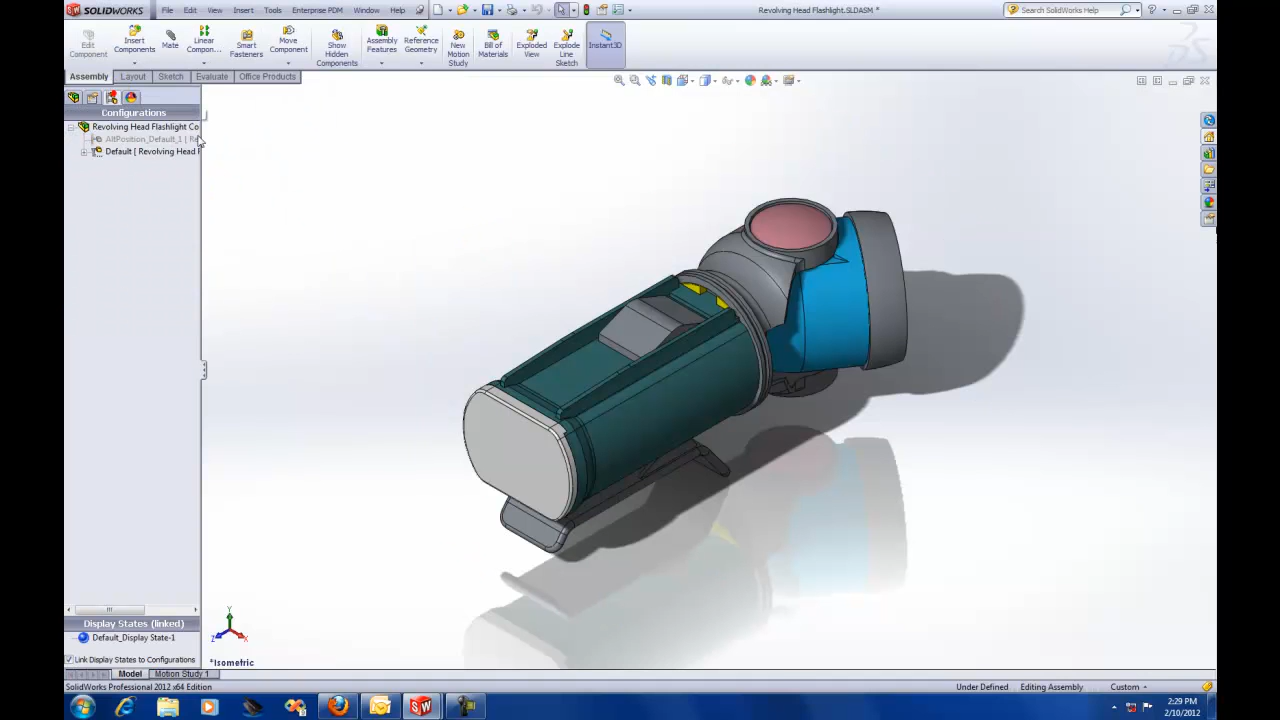 SOLIDWORKS File Edit View Insert Tools Enterprise PDM Window Help Revolving Head Flashlight.SLDASM * Search SolidWorks Help
Edit Component
Insert Components
Mate
Linear Compon...
Smart Fasteners
Move Component
Show Hidden Components
Assembly Features
Reference Geometry
New Motion Study
Bill of Materials
Exploded View
Explode Line Sketch
Instant3D
Assembly Layout Sketch Evaluate Office Products
Configurations
Revolving Head Flashlight Co
AltPosition_Default_1 [ Re
Default [ Revolving Head F
Y
Z X
*Isometric
Display States (linked)
Default_Display State-1
Link Display States to Configurations
Model Motion Study 1
SolidWorks Professional 2012 x64 Edition Under Defined Editing Assembly Custom
2:29 PM
2/10/2012